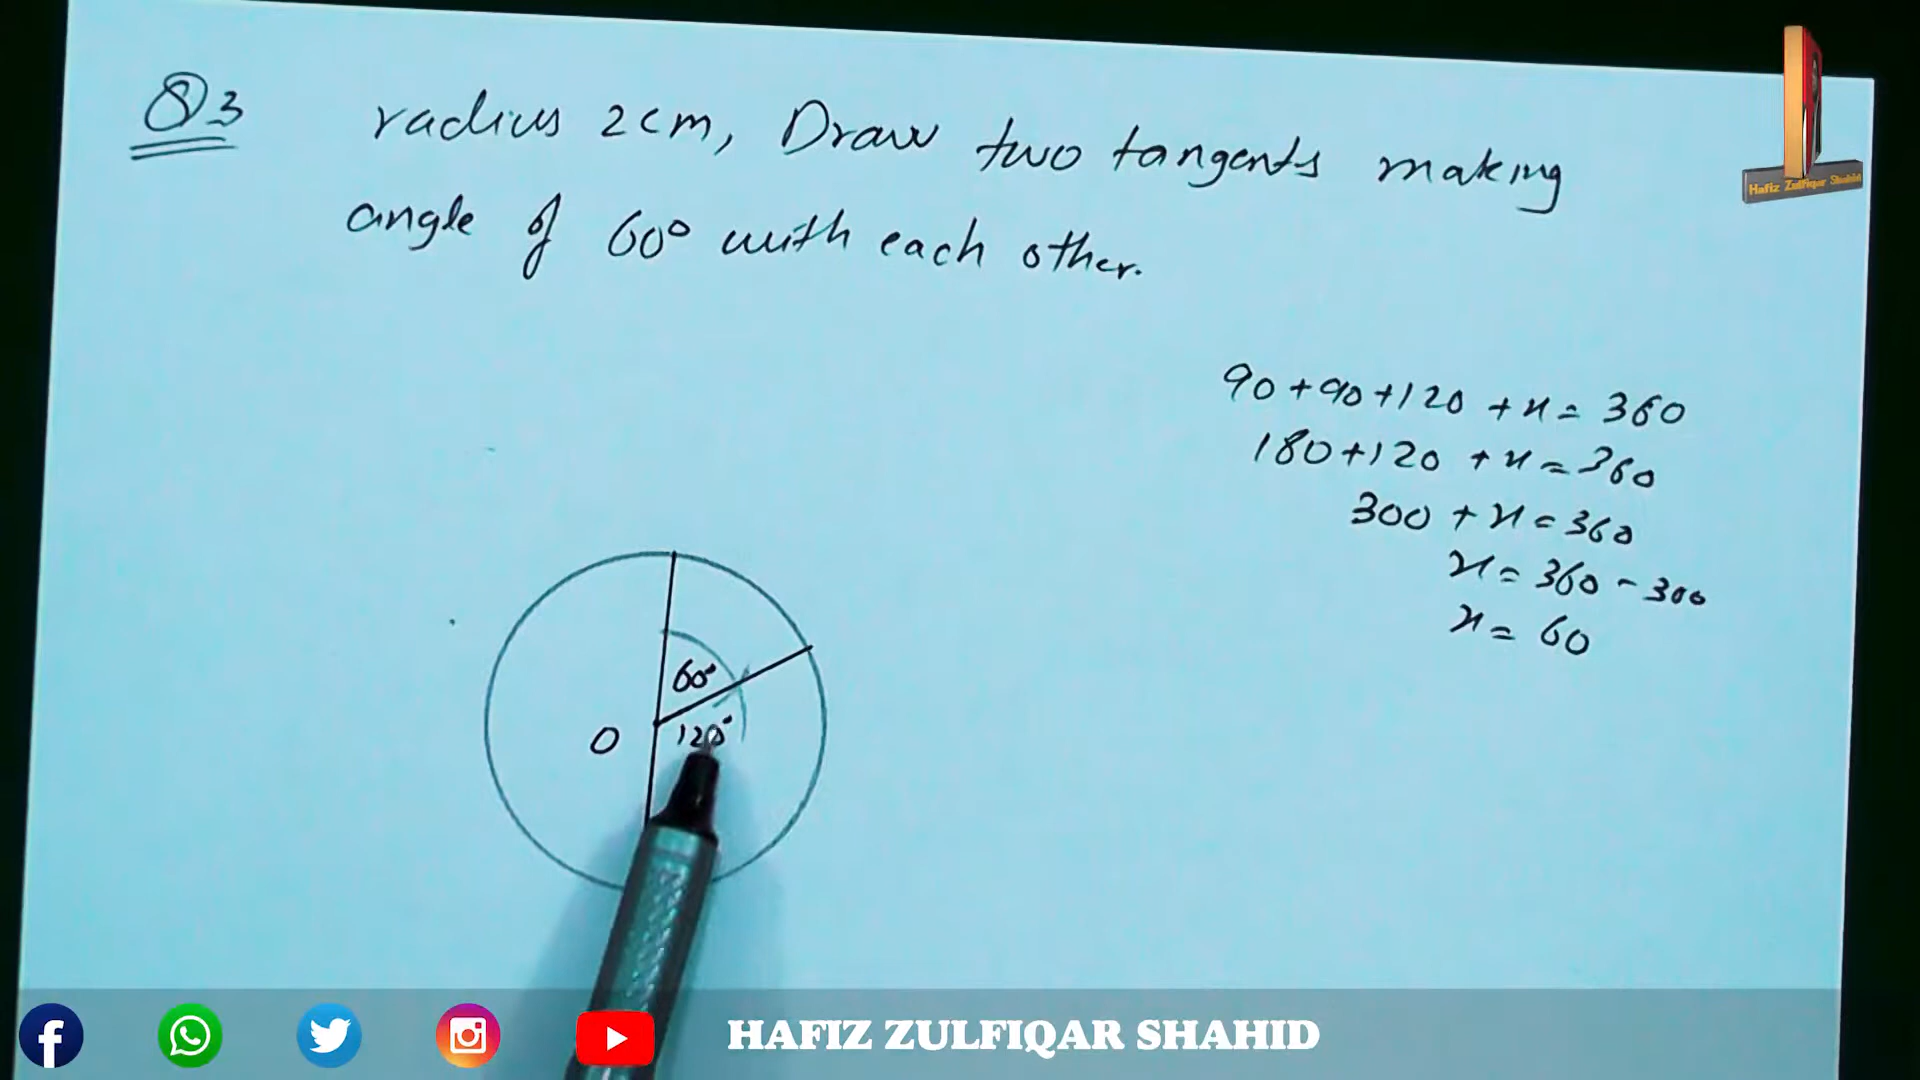 Q3 radius 2cm, Draw two tangents making
angle of 60° with each other.
Hafiz Zulfiqar Shahid
90+90+120+x=360
180+120+x=360
300+x=360
x=360-300
x=60
60°
O 120°
HAFIZ ZULFIQAR SHAHID